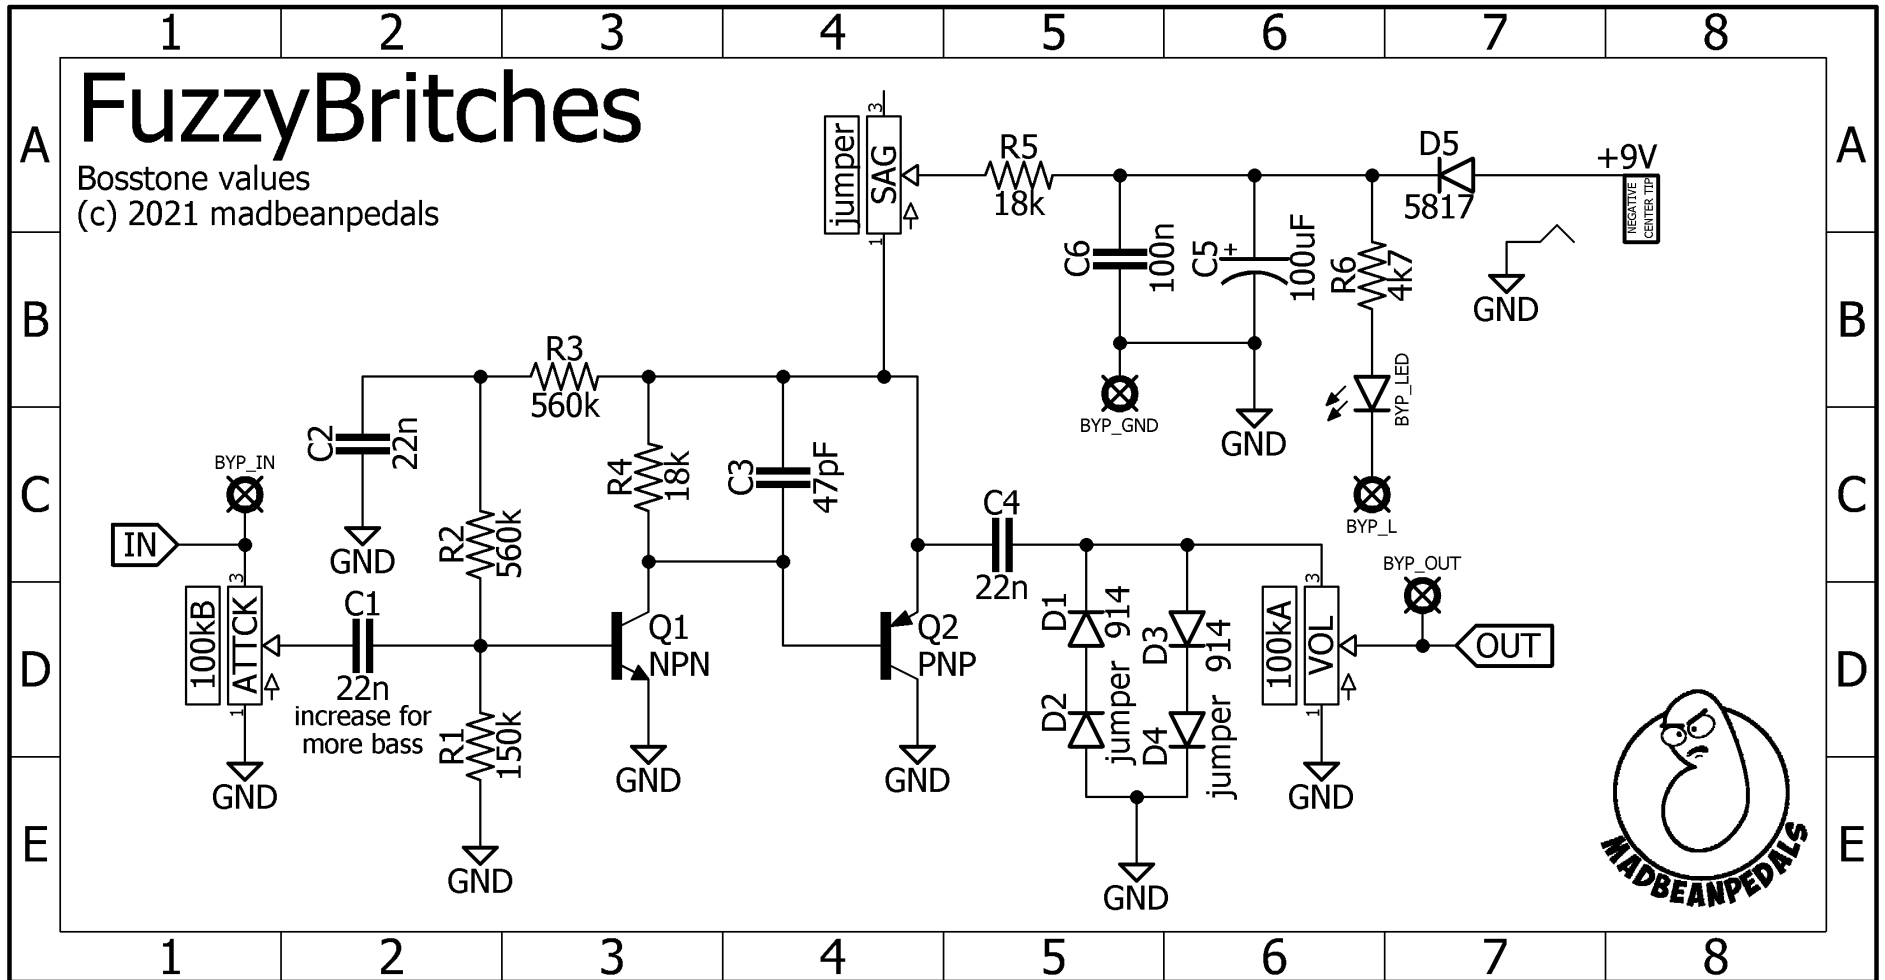 1 2 3 4 5 6 7 8
FuzzyBritches
Bosstone values
(c) 2021 madbeanpedals
A
A
jumper
SAG
3
1
R5
18k
D5
5817
+9V
NEGATIVE
CENTER TIP
C6
100n
C5
+
100uF
R6
4k7
GND
B
B
R3
560k
BYP_GND
GND
BYP_LED
BYP_L
C2
22n
GND
BYP_IN
IN
C
C
R2
560k
R4
18k
C3
47pF
C4
22n
BYP_OUT
OUT
3
100kB
ATTCK
1
GND
C1
22n
increase for
more bass
R1
150k
GND
D
D
Q1
NPN
GND
Q2
PNP
GND
D1
914
D2
jumper
D3
914
D4
jumper
GND
3
100kA
VOL
1
GND
E
E
MADBEANPEDALS
1 2 3 4 5 6 7 8